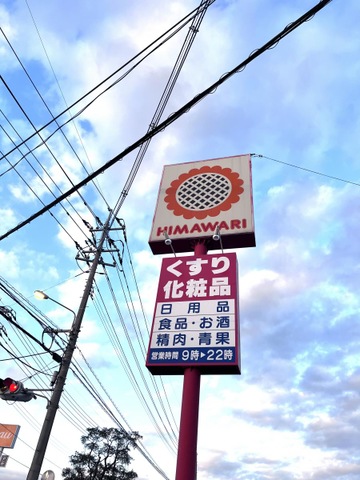 HIMAWARI
くすり
化粧品
日用品
食品・お酒
精肉・青果
営業時間 9時▶22時